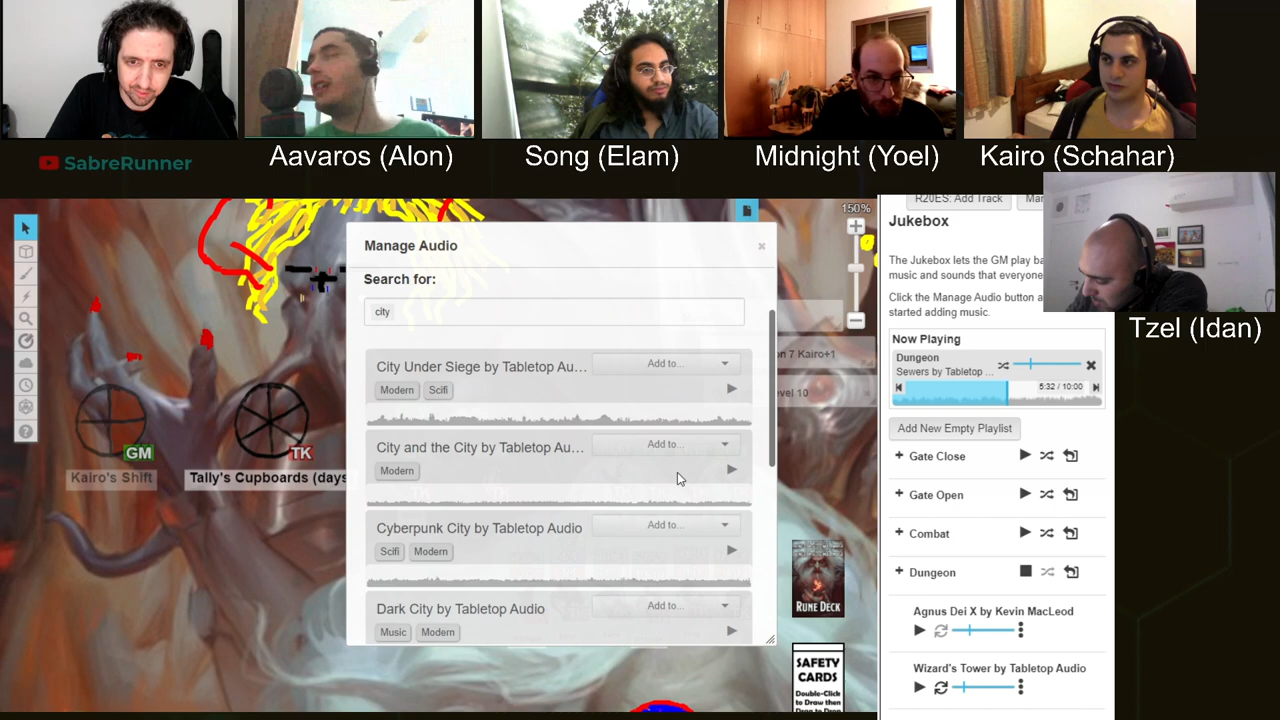 SabreRunner
Aavaros (Alon)
Song (Elam)
Midnight (Yoel)
Kairo (Schahar)
Tzel (Idan)
GM
Kairo's Shift
TK
Tally's Cupboards (days
Manage Audio
×
Search for:
city
City Under Siege by Tabletop Au...
Add to...
Modern
Scifi
City and the City by Tabletop Au...
Add to...
Modern
Cyberpunk City by Tabletop Audio
Add to...
Scifi
Modern
Dark City by Tabletop Audio
Add to...
Music
Modern
150%
on 7 Kairo+1
evel 10
RUNE DECK
SAFETY
CARDS
Double-Click
to Draw then
R20ES: Add Track
Jukebox
The Jukebox lets the GM play
music and sounds that everyone
Click the Manage Audio button
started adding music.
Now Playing
Dungeon
Sewers by Tabletop ...
5:32 / 10:00
Add New Empty Playlist
+ Gate Close
+ Gate Open
+ Combat
+ Dungeon
Agnus Dei X by Kevin MacLeod
Wizard's Tower by Tabletop Audio